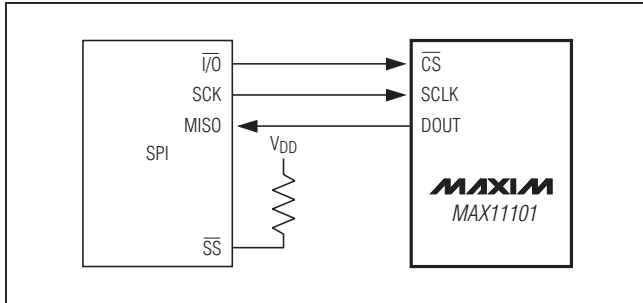 I/O
SCK
MISO
SPI
V_DD
SS
CS
SCLK
DOUT
MAXIM
MAX11101